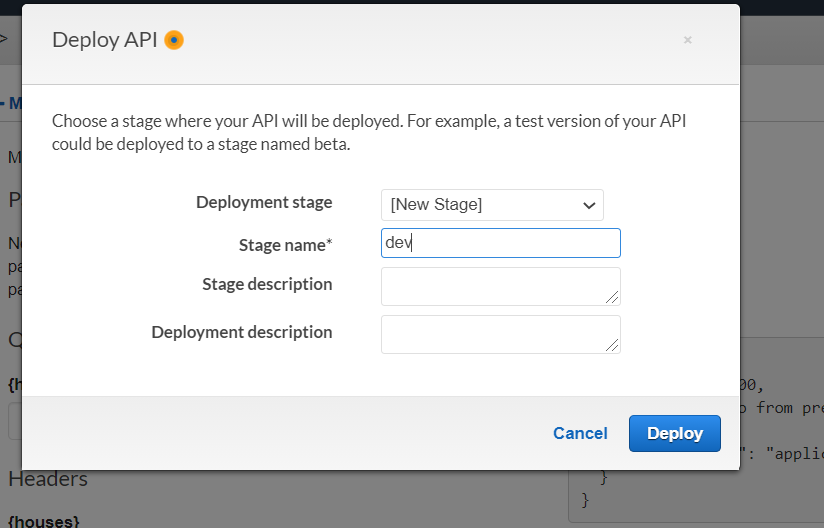 Deploy API
×
Choose a stage where your API will be deployed. For example, a test version of your API
could be deployed to a stage named beta.
Deployment stage
[New Stage]
Stage name*
dev
Stage description
Deployment description
Cancel
Deploy
": "applic
}
}
Headers
{houses}